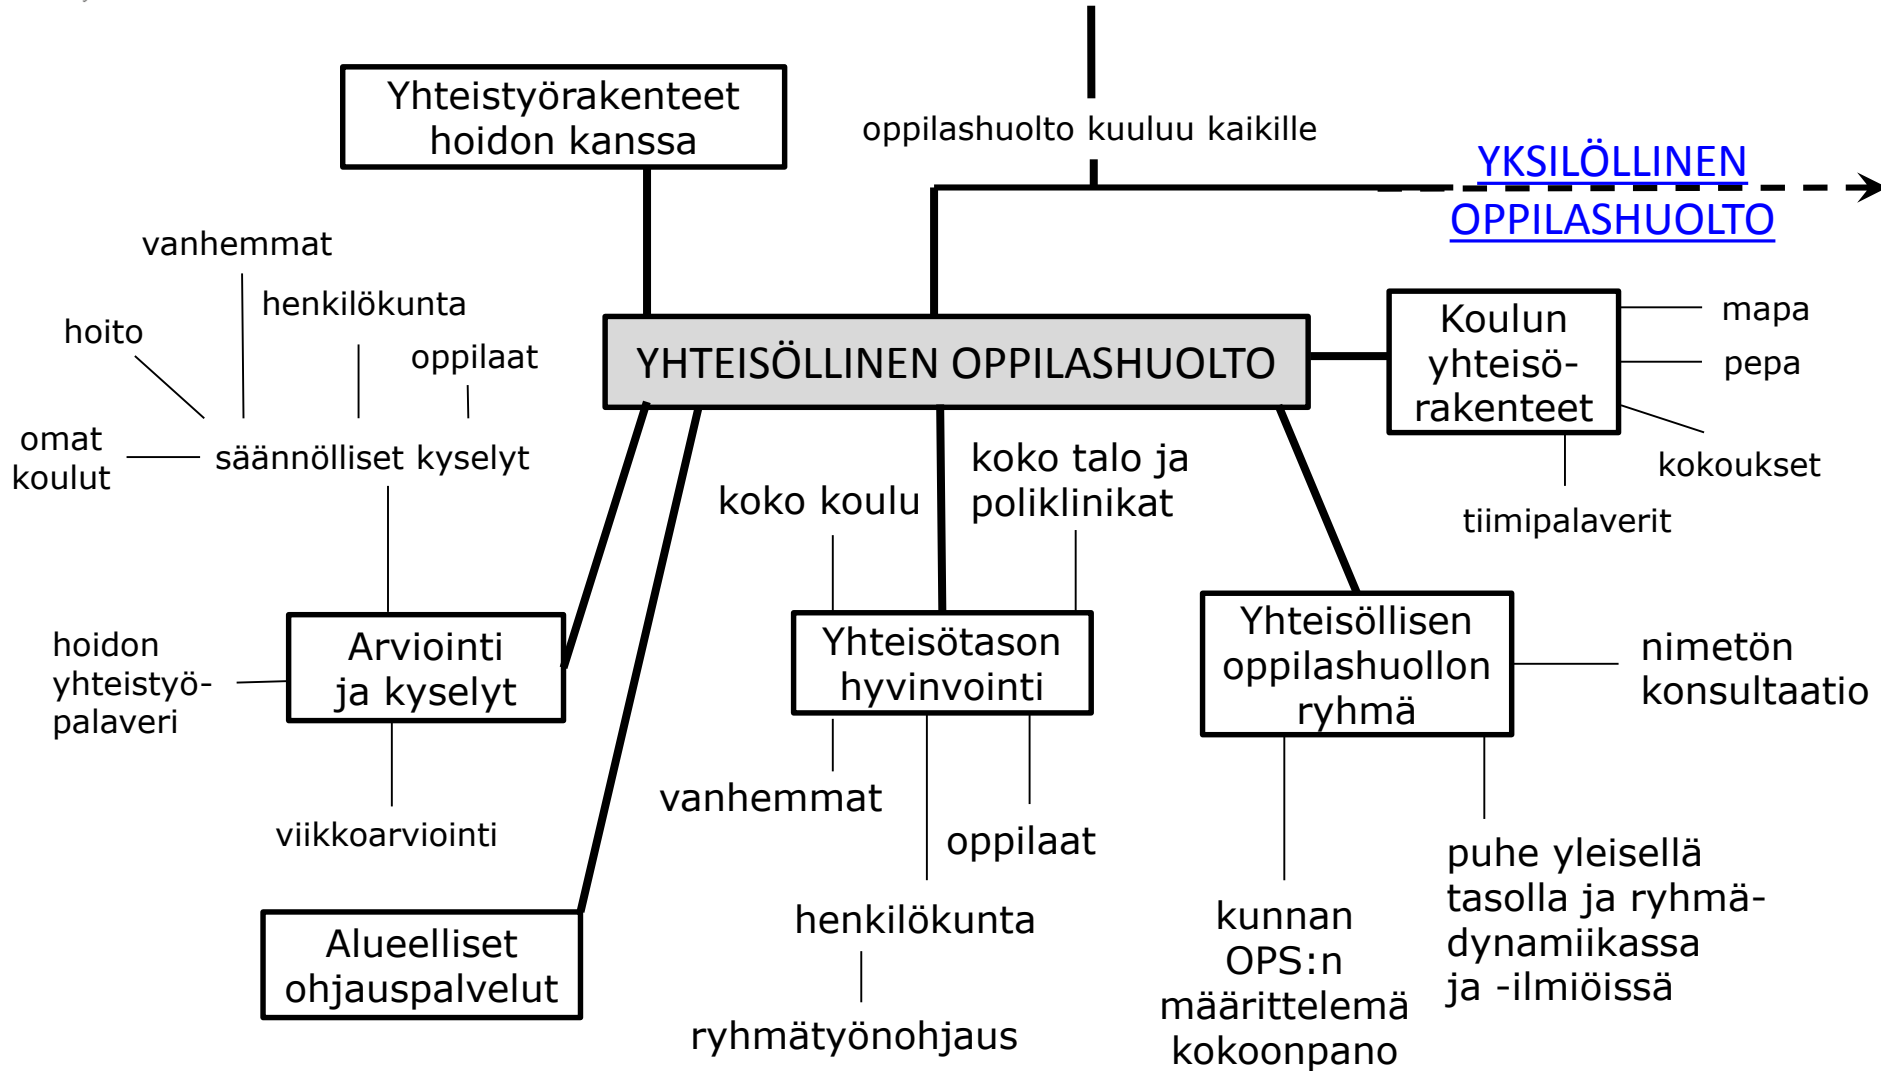 Yhteistyörakenteet
hoidon kanssa
oppilashuolto kuuluu kaikille
YKSILÖLLINEN
OPPILASHUOLTO
vanhemmat
henkilökunta
hoito
oppilaat
omat
koulut
säännölliset kyselyt
YHTEISÖLLINEN OPPILASHUOLTO
Koulun
yhteisö-
rakenteet
mapa
pepa
kokoukset
tiimipalaverit
koko koulu
koko talo ja
poliklinikat
hoidon
yhteistyö-
palaveri
Arviointi
ja kyselyt
viikkoarviointi
Yhteisötason
hyvinvointi
vanhemmat
oppilaat
henkilökunta
ryhmätyönohjaus
Yhteisöllisen
oppilashuollon
ryhmä
nimetön
konsultaatio
kunnan
OPS:n
määrittelemä
kokoonpano
puhe yleisellä
tasolla ja ryhmä-
dynamiikassa
ja -ilmiöissä
Alueelliset
ohjauspalvelut